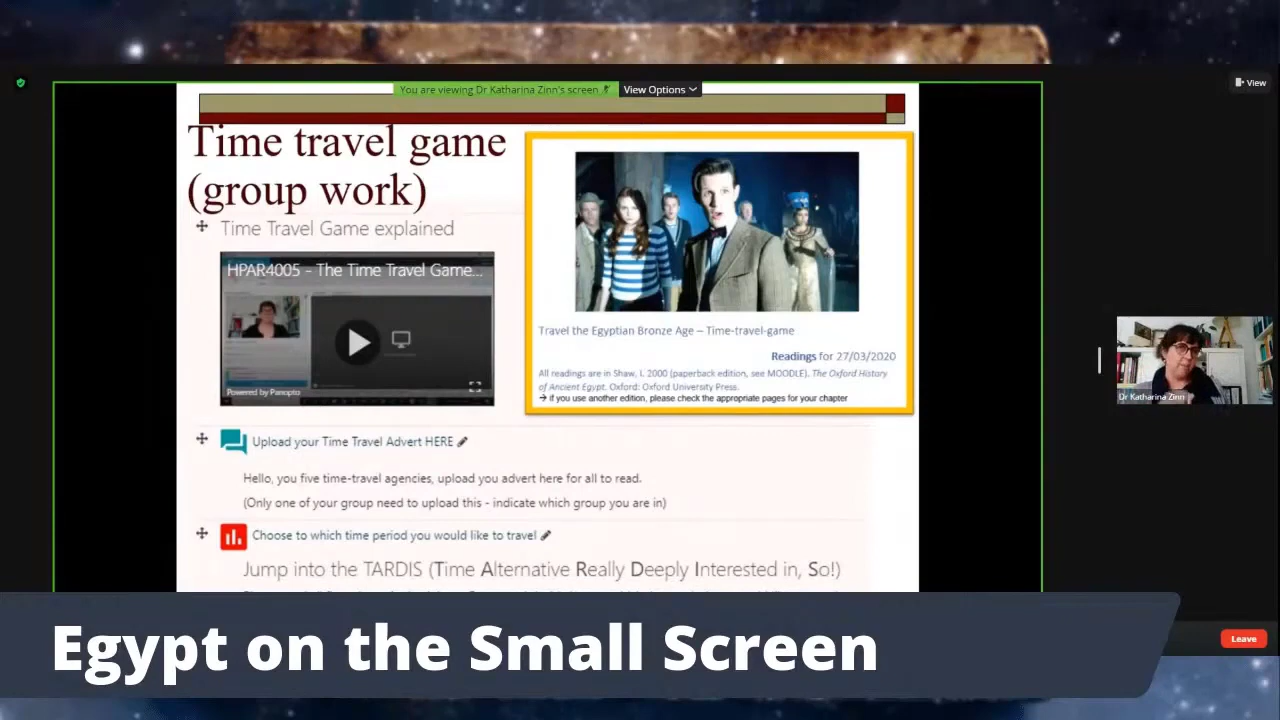 You are viewing Dr Katharina Zinn's screen
View Options
View
Time travel game
(group work)
Time Travel Game explained
HPAR4005 - The Time Travel Game...
Powered by Panopto
Travel the Egyptian Bronze Age – Time-travel-game
Readings for 27/03/2020
All readings are in Shaw, I. 2000 (paperback edition, see MOODLE). The Oxford History
of Ancient Egypt. Oxford: Oxford University Press.
→ if you use another edition, please check the appropriate pages for your chapter
Dr Katharina Zinn
Upload your Time Travel Advert HERE
Hello, you five time-travel agencies, upload you advert here for all to read.
(Only one of your group need to upload this - indicate which group you are in)
Choose to which time period you would like to travel
Jump into the TARDIS (Time Alternative Really Deeply Interested in, So!)
Leave
Egypt on the Small Screen